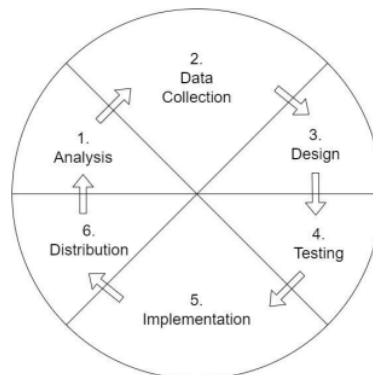 1.
Analysis
2.
Data
Collection
3.
Design
4.
Testing
5.
Implementation
6.
Distribution